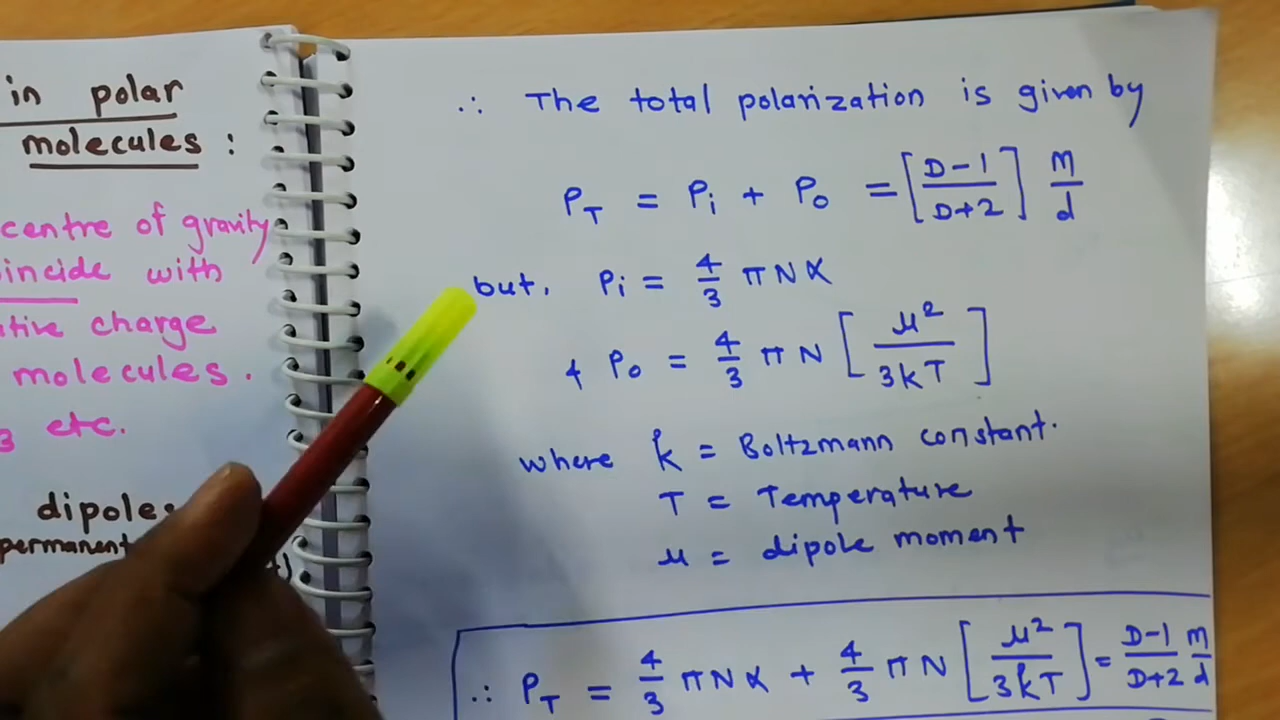 in polar
molecules :
centre of gravity
incide with
tive charge
molecules.
3 etc.
dipoles
permanent
∴ The total polarization is given by
P_T = P_i + P_o = [D-1/D+2] M/d
but, P_i = 4/3 π N α
& P_o = 4/3 π N [μ²/3kT]
where k = Boltzmann constant.
T = Temperature
μ = dipole moment
∴ P_T = 4/3 π N α + 4/3 π N [μ²/3kT] = D-1/D+2 M/d